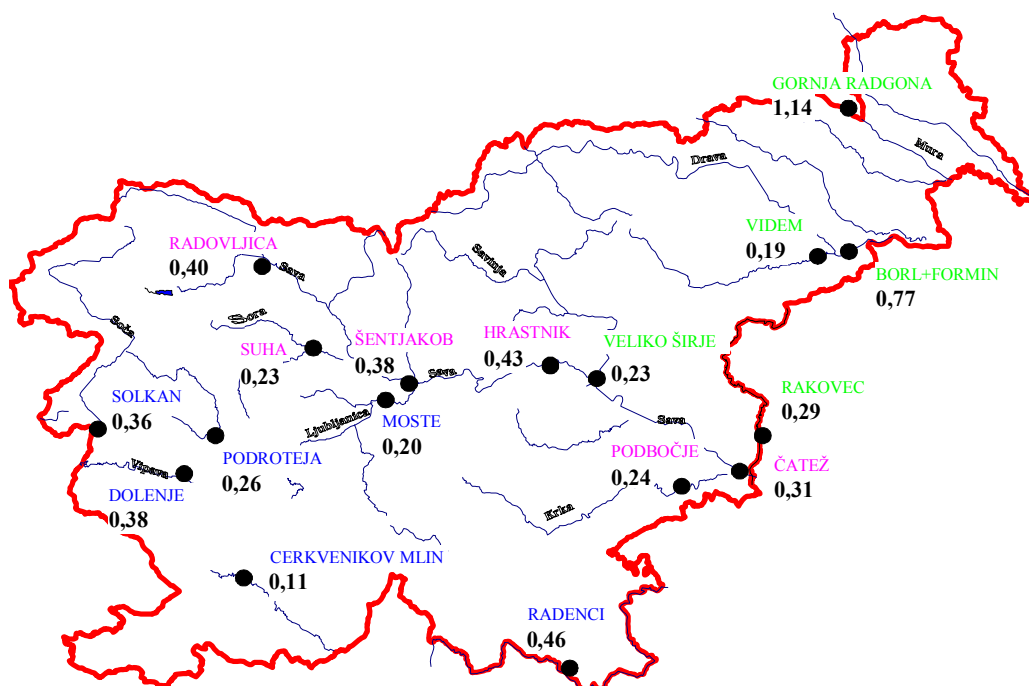 GORNJA RADGONA
1,14
Mura
Drava
VIDEM
0,19
BORL+FORMIN
0,77
RADOVLJICA
0,40
Sava
Savinja
Soča
Sora
SUHA
0,23
ŠENTJAKOB
0,38
Sava
HRASTNIK
0,43
VELIKO ŠIRJE
0,23
RAKOVEC
0,29
SOLKAN
0,36
Ljubljanica
MOSTE
0,20
Sava
PODBOČJE
0,24
ČATEŽ
0,31
PODROTEJA
0,26
Vipava
DOLENJE
0,38
Krka
CERKVENIKOV MLIN
0,11
RADENCI
0,46